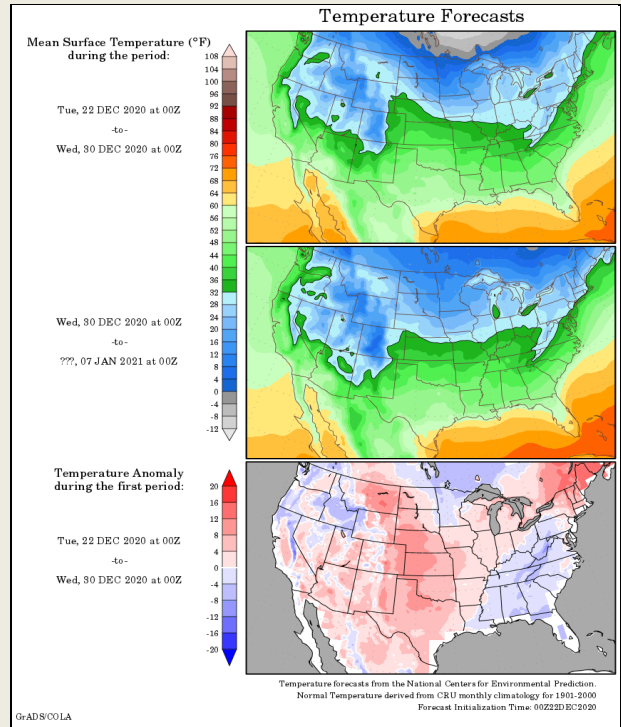 Temperature Forecasts
Mean Surface Temperature (°F)
during the period:
Tue, 22 DEC 2020 at 00Z
-to-
Wed, 30 DEC 2020 at 00Z
108
104
100
96
92
88
84
80
76
72
68
64
60
56
52
48
44
40
36
32
28
24
20
16
12
8
4
0
-4
-8
-12
Wed, 30 DEC 2020 at 00Z
-to-
???, 07 JAN 2021 at 00Z
Temperature Anomaly
during the first period:
Tue, 22 DEC 2020 at 00Z
-to-
Wed, 30 DEC 2020 at 00Z
20
16
12
8
4
0
-4
-8
-12
-16
-20
Temperature forecasts from the National Centers for Environmental Prediction.
Normal Temperature derived from CRU monthly climatology for 1901-2000
Forecast Initialization Time: 00Z22DEC2020
GrADS/COLA